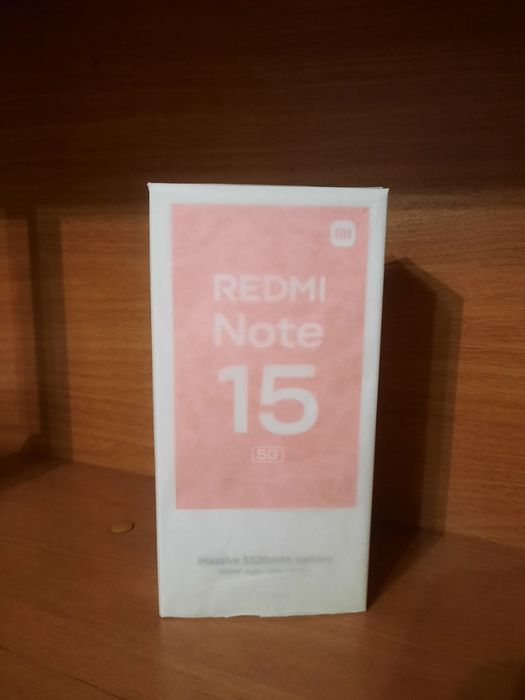 mi
REDMI
Note
15
5G
Massive 5520mAh battery